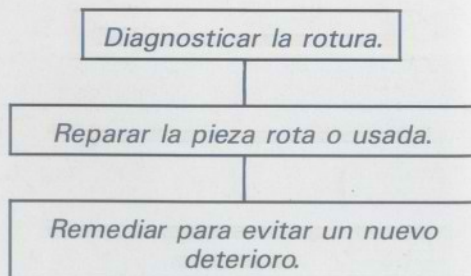 Diagnosticar la rotura.
Reparar la pieza rota o usada.
Remediar para evitar un nuevo
deterioro.